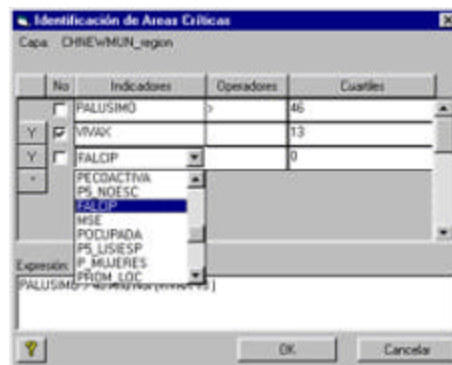 Identificación de Areas Críticas
Capa: CHNEWMUN_region
No Indicadores Operadores Cuartiles
PALUSIMO > 46
Y VIVAX 13
Y FALCIP 0
*
PECOACTIVA
P5_NOESC
FALCIP
MSE
POCUPADA
P5_LISIESP
P_MUJERES
PROM_LOC
Expresión:
PALUSIMO
?
OK Cancelar